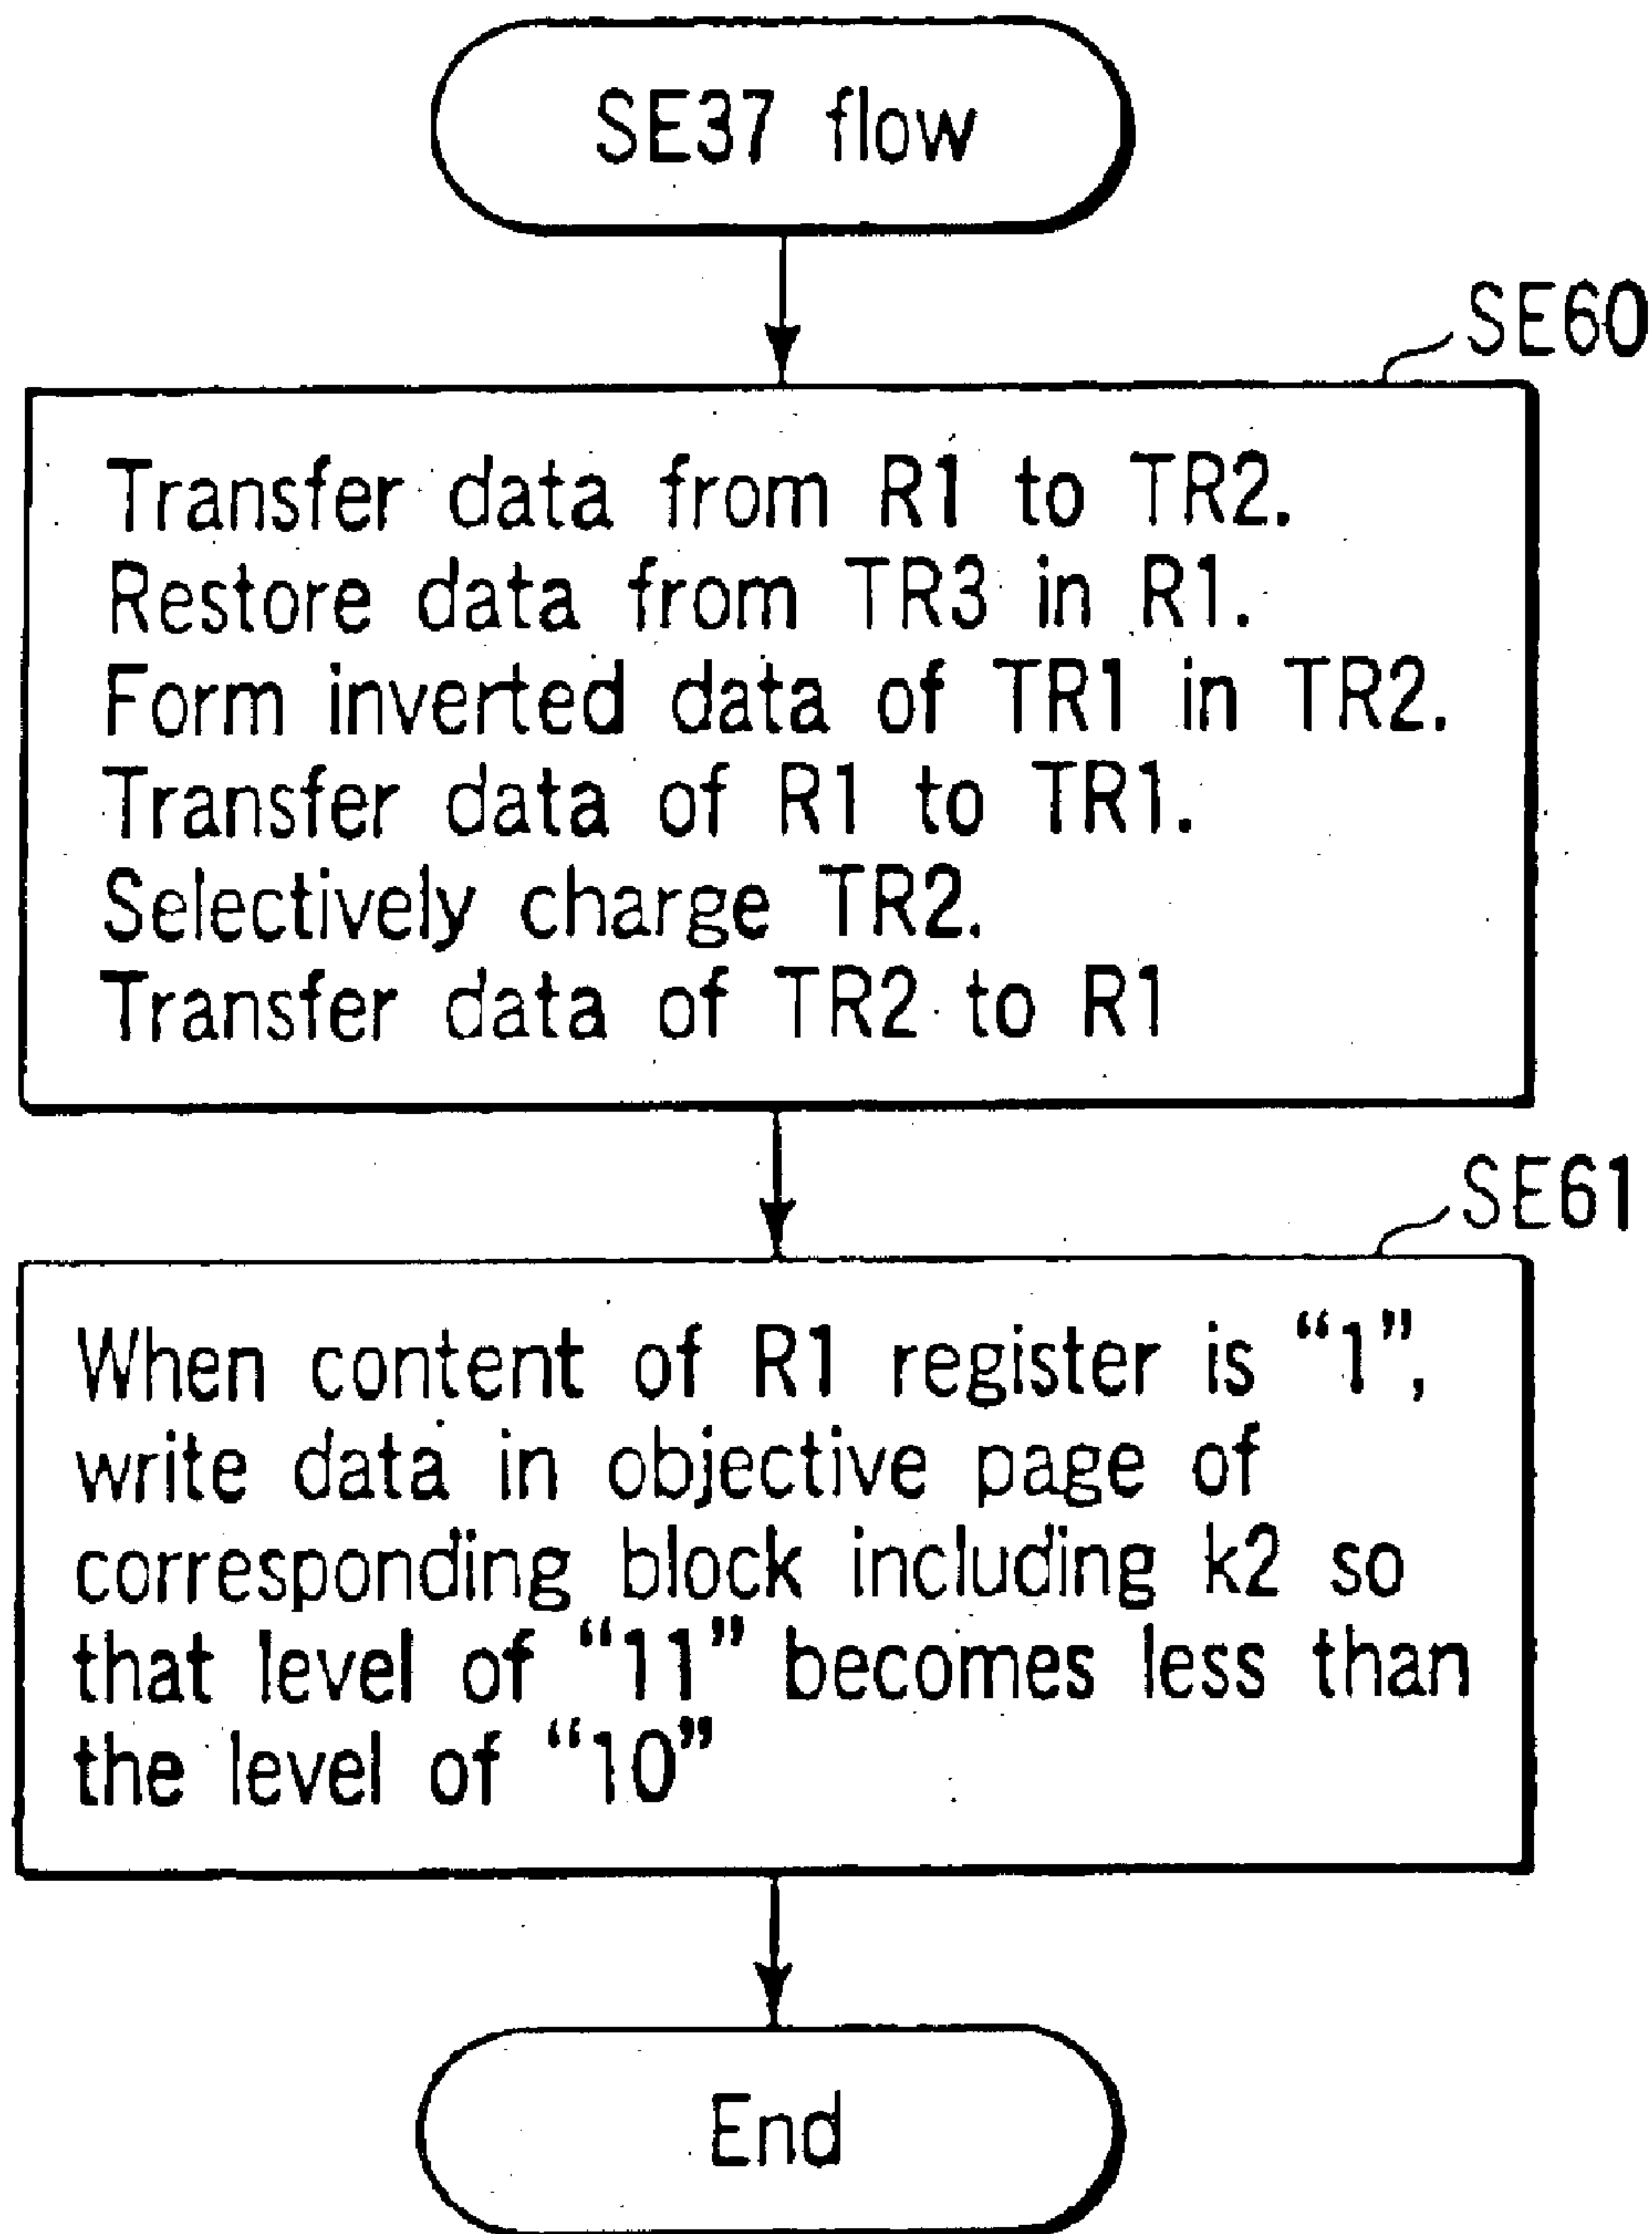 SE37 flow
SE60
Transfer data from R1 to TR2.
Restore data from TR3 in R1.
Form inverted data of TR1 in TR2.
Transfer data of R1 to TR1.
Selectively charge TR2.
Transfer data of TR2 to R1
SE61
When content of R1 register is “1”,
write data in objective page of
corresponding block including k2 so
that level of “11” becomes less than
the level of “10”
End